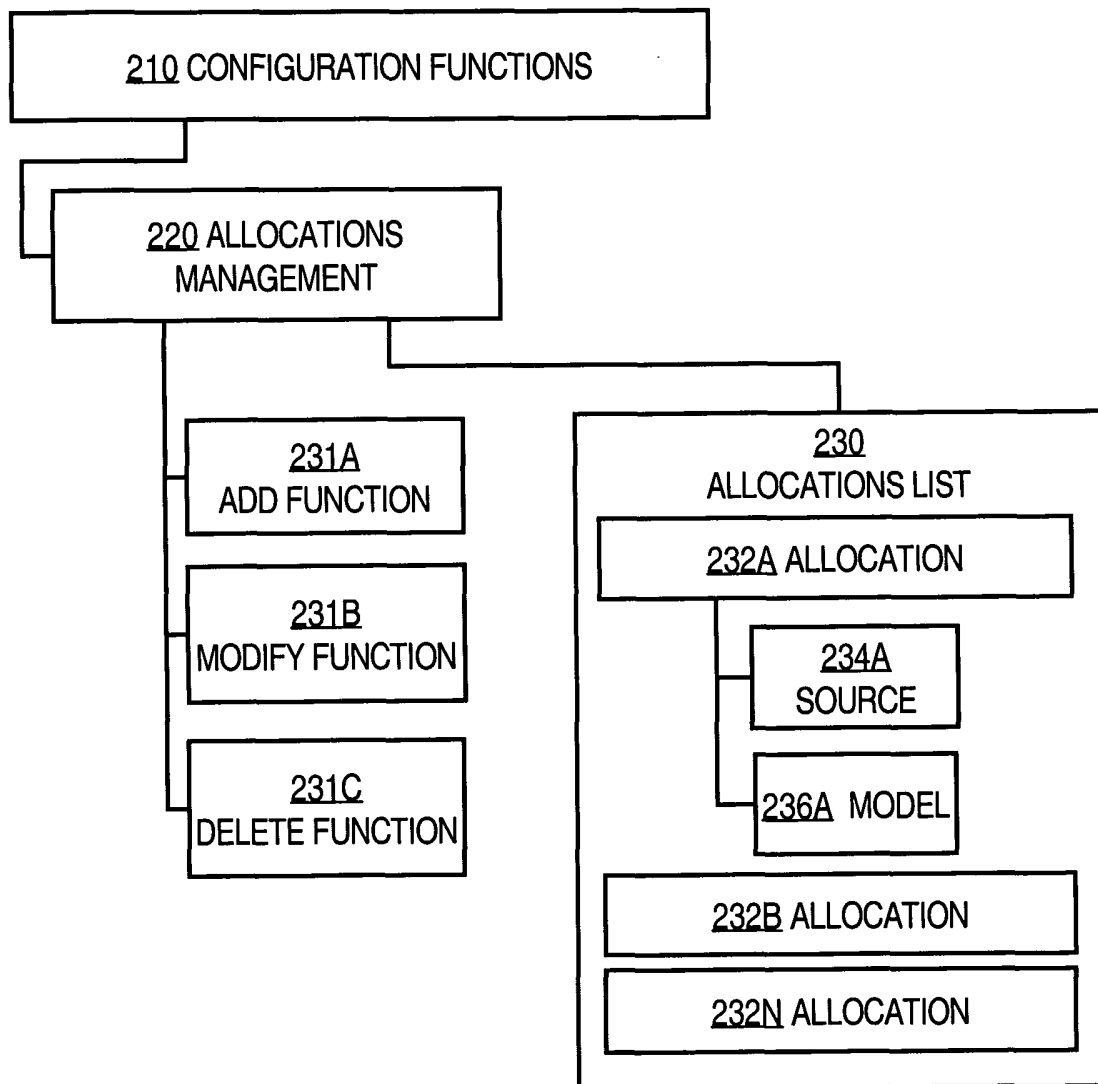 210 CONFIGURATION FUNCTIONS
220 ALLOCATIONS
MANAGEMENT
231A
ADD FUNCTION
231B
MODIFY FUNCTION
231C
DELETE FUNCTION
230
ALLOCATIONS LIST
232A ALLOCATION
234A
SOURCE
236A MODEL
232B ALLOCATION
232N ALLOCATION